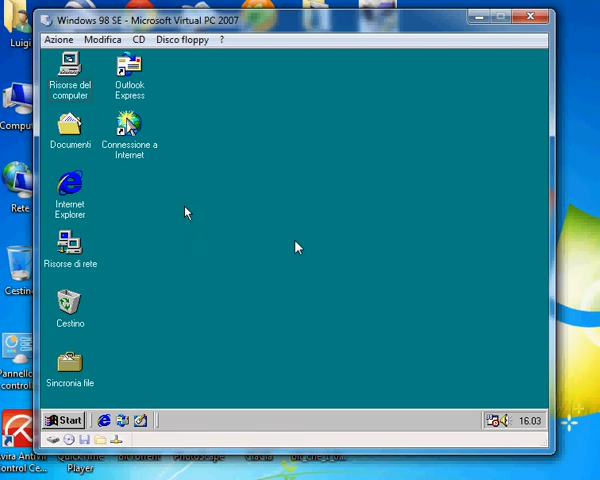 Windows 98 SE - Microsoft Virtual PC 2007
Azione Modifica CD Disco floppy ?
Luigi
Risorse del
computer
Outlook
Express
Documenti
Connessione a
Internet
Internet
Explorer
Rete
Risorse di rete
Cestino
Sincronia file
Start
16.03
Pannello
Player